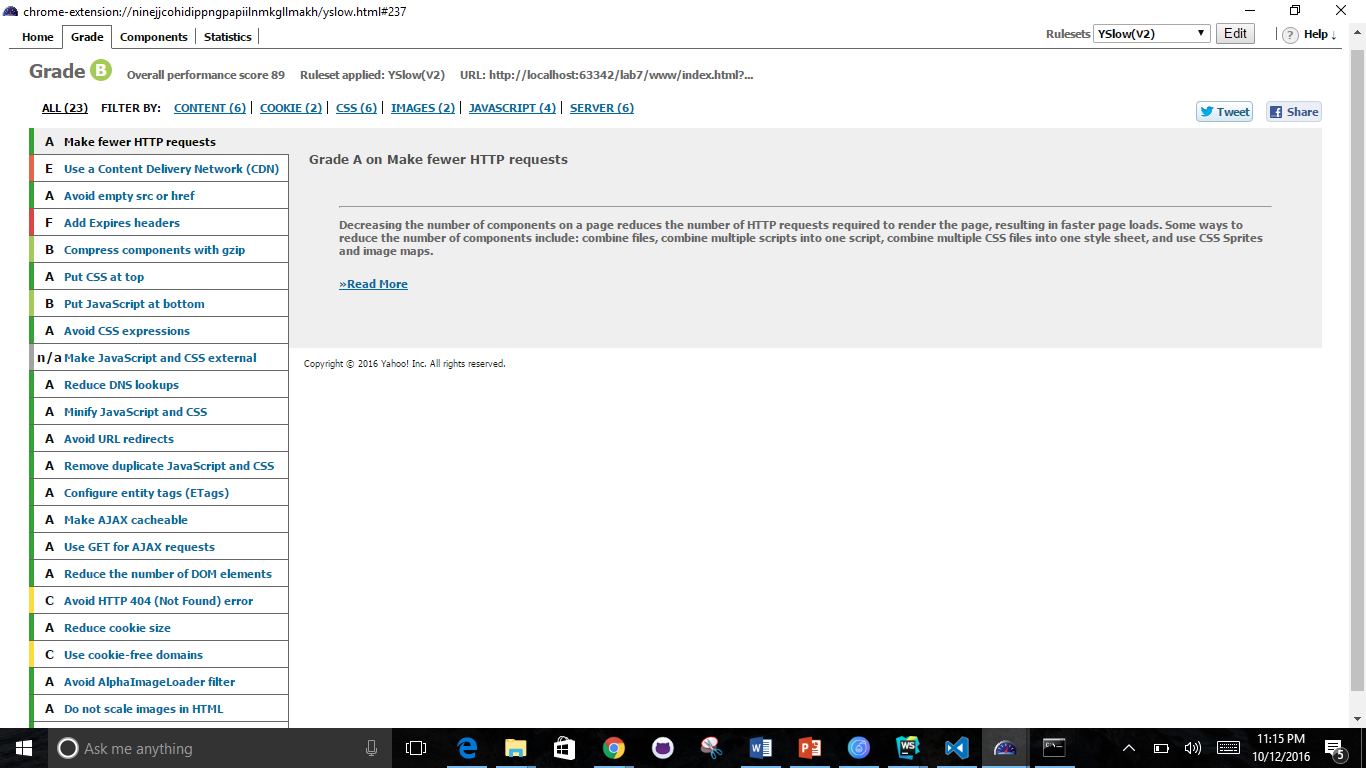 chrome-extension://ninejjcohidippngpapiilnmkgllmakh/yslow.html#237
Home Grade Components Statistics Rulesets YSlow(V2) Edit ? Help ↓
Grade B Overall performance score 89 Ruleset applied: YSlow(V2) URL: http://localhost:63342/lab7/www/index.html?...
ALL (23) FILTER BY: CONTENT (6) COOKIE (2) CSS (6) IMAGES (2) JAVASCRIPT (4) SERVER (6)
Tweet Share
A Make fewer HTTP requests
E Use a Content Delivery Network (CDN)
A Avoid empty src or href
F Add Expires headers
B Compress components with gzip
A Put CSS at top
B Put JavaScript at bottom
A Avoid CSS expressions
n/a Make JavaScript and CSS external
A Reduce DNS lookups
A Minify JavaScript and CSS
A Avoid URL redirects
A Remove duplicate JavaScript and CSS
A Configure entity tags (ETags)
A Make AJAX cacheable
A Use GET for AJAX requests
A Reduce the number of DOM elements
C Avoid HTTP 404 (Not Found) error
A Reduce cookie size
C Use cookie-free domains
A Avoid AlphaImageLoader filter
A Do not scale images in HTML
Grade A on Make fewer HTTP requests
Decreasing the number of components on a page reduces the number of HTTP requests required to render the page, resulting in faster page loads. Some ways to
reduce the number of components include: combine files, combine multiple scripts into one script, combine multiple CSS files into one style sheet, and use CSS Sprites
and image maps.
»Read More
Copyright © 2016 Yahoo! Inc. All rights reserved.
Ask me anything
WS
11:15 PM
10/12/2016
5